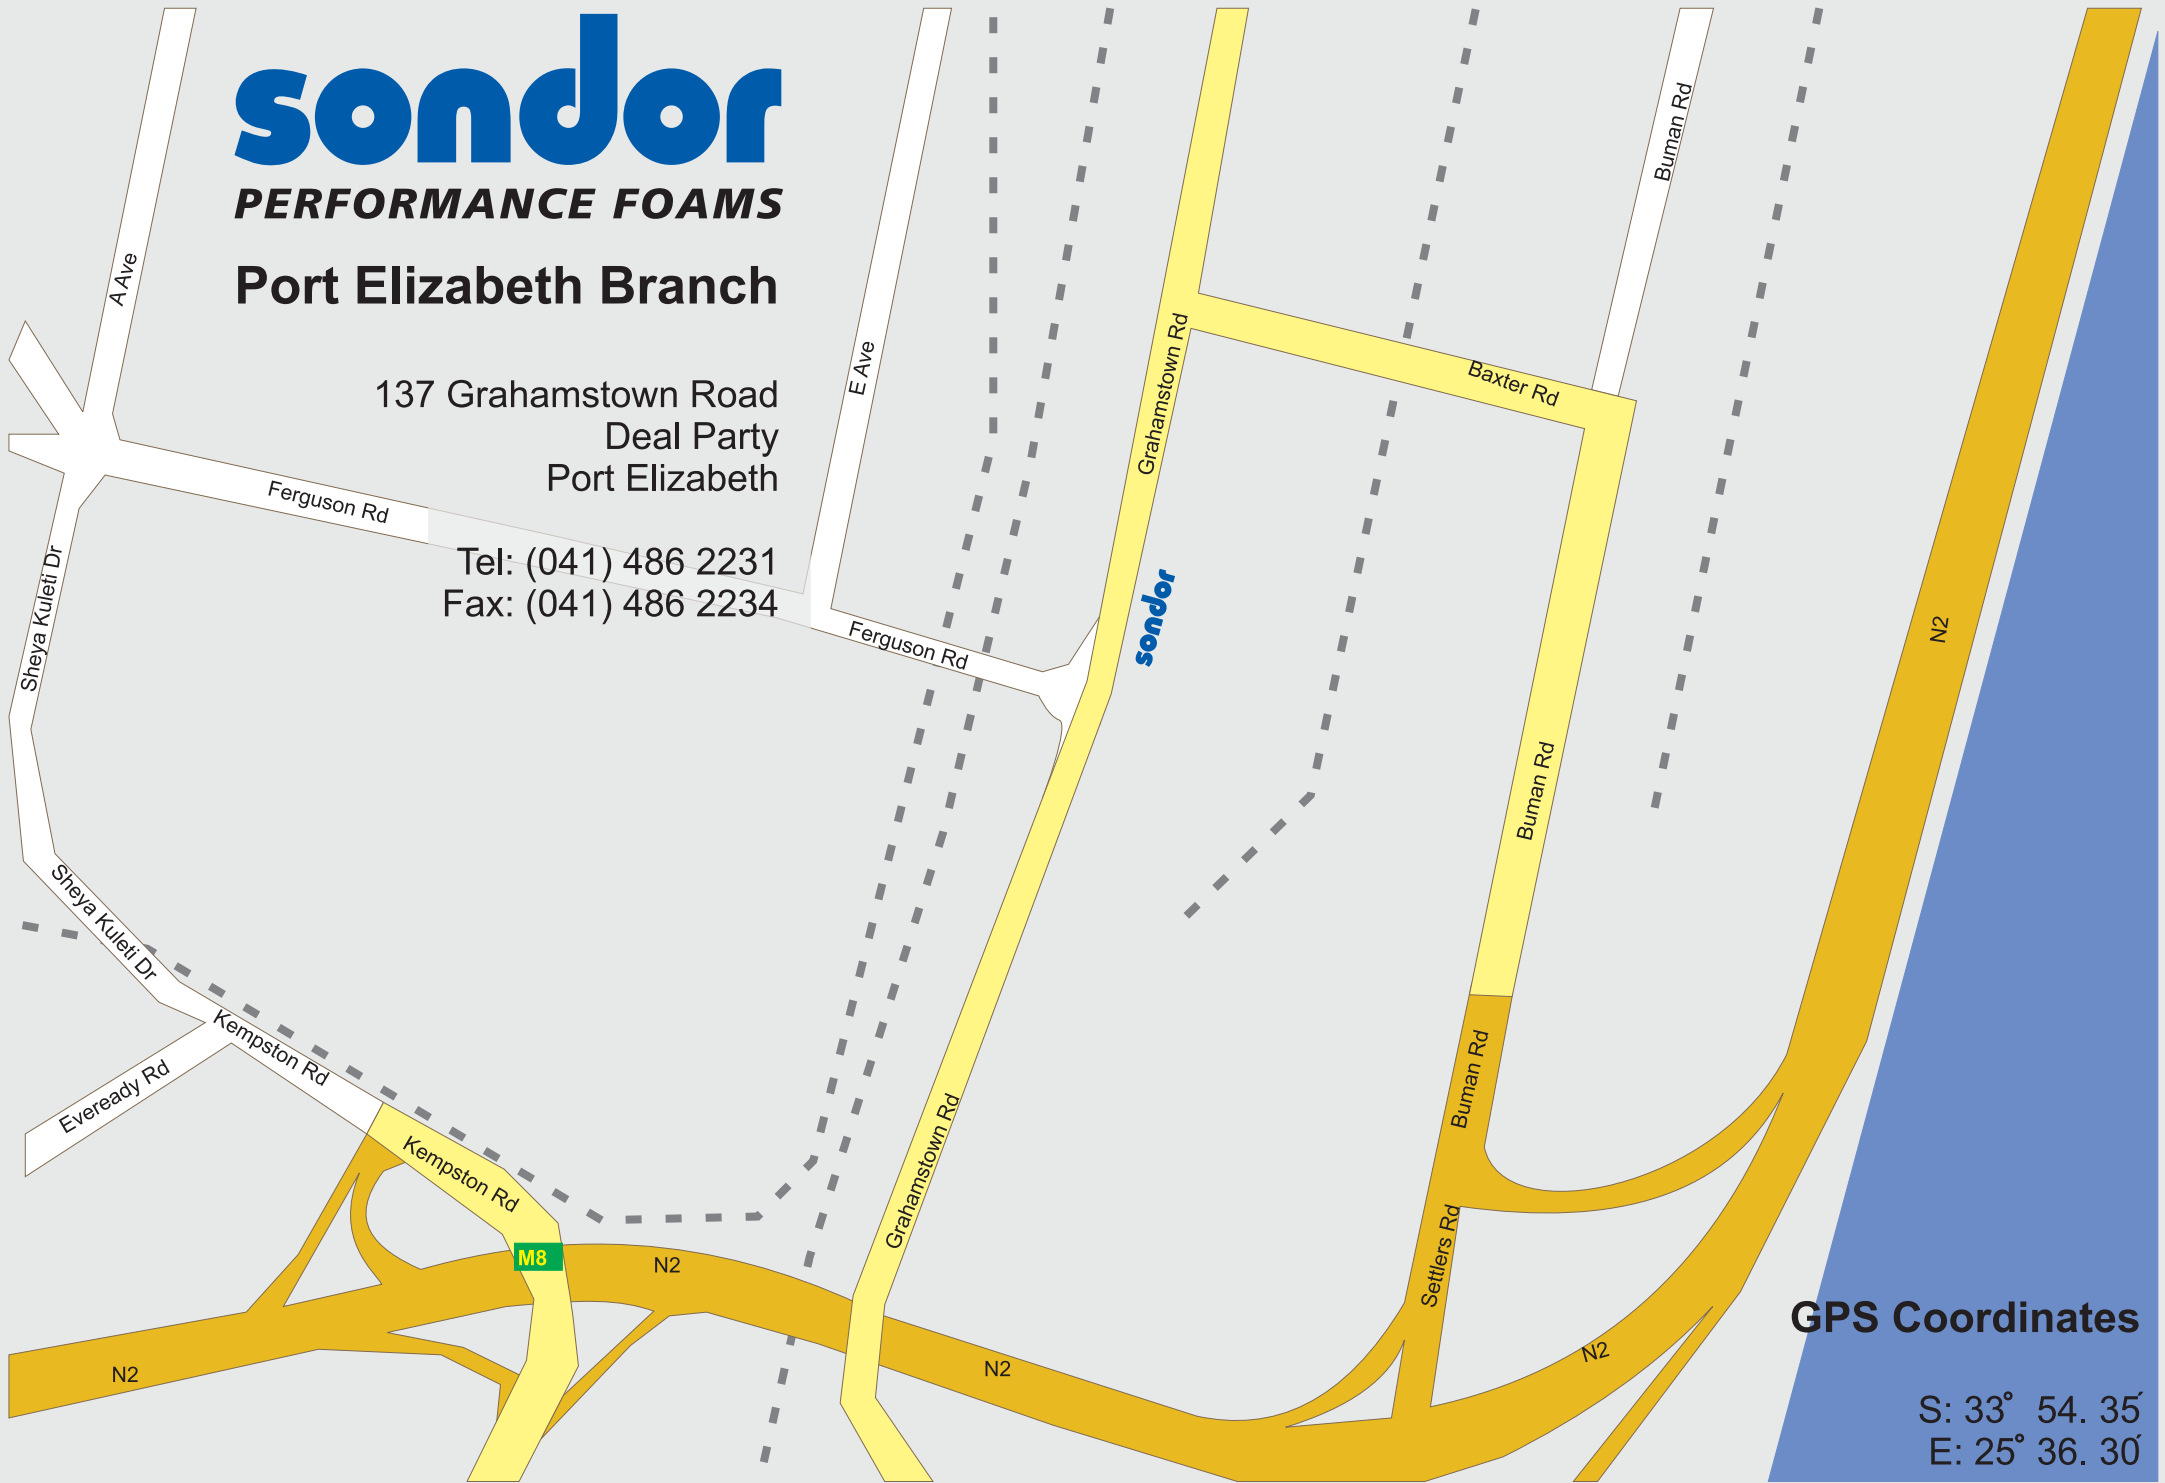 sondor
PERFORMANCE FOAMS
Port Elizabeth Branch
137 Grahamstown Road
Deal Party
Port Elizabeth
Tel: (041) 486 2231
Fax: (041) 486 2234
A Ave
E Ave
Buman Rd
Grahamstown Rd
Baxter Rd
Ferguson Rd
Sheya Kuleti Dr
Ferguson Rd
sondor
N2
Buman Rd
Sheya Kuleti Dr
Kempston Rd
Eveready Rd
Kempston Rd
Grahamstown Rd
Buman Rd
Settlers Rd
M8
N2
N2
N2
N2
GPS Coordinates
S: 33° 54. 35′
E: 25° 36. 30′